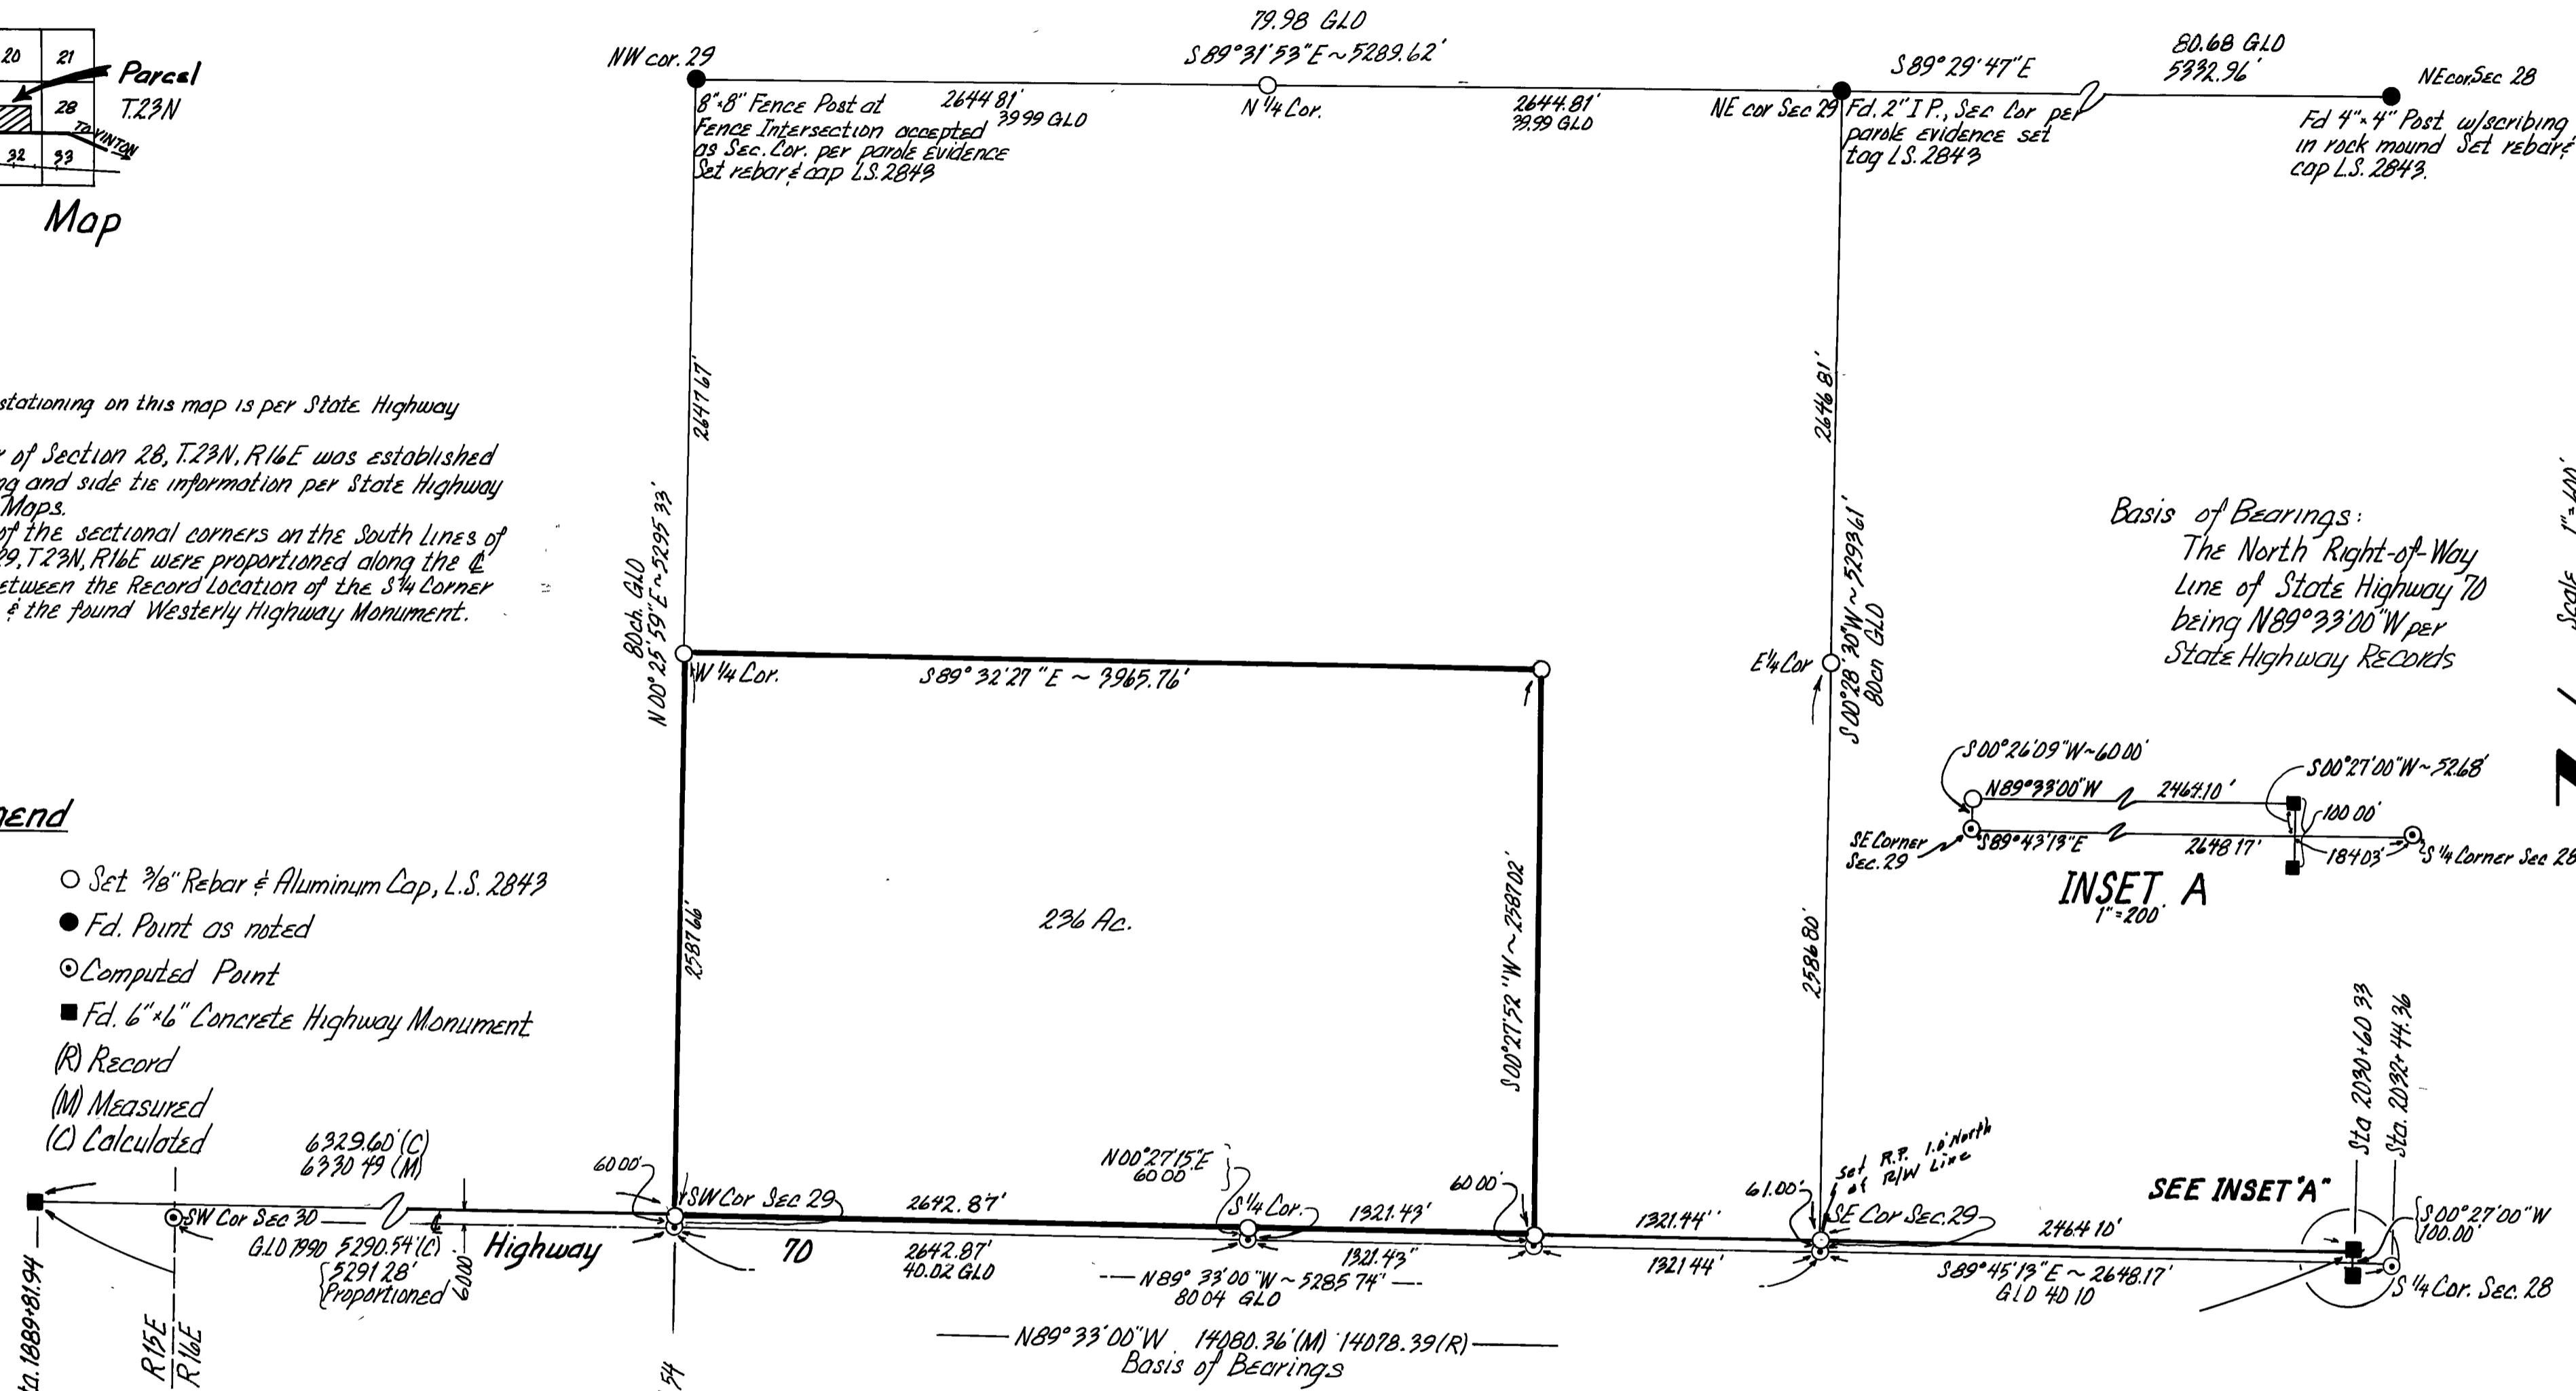 20 21
28
32 33
Parcel
T.23N
TO VINTON
Map
NW cor. 29
8"x8" Fence Post at
Fence Intersection accepted
as Sec. Cor. per parole evidence
Set rebar & cap L.S. 2843
79.98 GLO
S89°31'53"E ~ 5289.62'
2644 81'
39 99 GLO
N 1/4 Cor.
2644.81'
39.99 GLO
NE cor Sec 29
Fd. 2" I P., Sec Cor per
parole evidence set
tag L.S. 2843
S89°29'47"E
80.68 GLO
5332.96'
NE cor. Sec 28
Fd 4"x4" Post w/scribing
in rock mound Set rebar &
cap L.S. 2843.
stationing on this map is per State Highway
of Section 28, T.23N, R16E was established
and side tie information per State Highway
Maps.
of the sectional corners on the South Lines of
29, T23N, R16E were proportioned along the ℄
between the Record Location of the S 1/4 Corner
& the found Westerly Highway Monument.
2647 67'
80ch. GLO
N00°25'59"E ~ 5295 33'
W 1/4 Cor.
S89°32'27"E ~ 3965.76'
2646 81'
E 1/4 Cor
S00°28'30"W ~ 5293 61'
80ch GLO
Basis of Bearings:
The North Right-of-Way
Line of State Highway 70
being N89°33'00"W per
State Highway Records
Scale 1"=600'
S00°26'09"W ~ 60 00'
N89°33'00"W 2464.10'
S00°27'00"W ~ 52.68'
100 00'
SE Corner
Sec. 29
S89°43'13"E 2648 17'
184 03'
S 1/4 Corner Sec 28
INSET A
1"=200'
Set 3/8" Rebar & Aluminum Cap, L.S. 2843
Fd. Point as noted
Computed Point
Fd. 6"x6" Concrete Highway Monument
(R) Record
(M) Measured
(C) Calculated
2587 66'
236 Ac.
S00°27'52"W ~ 2587 02'
2586 80'
6329.60' (C)
6330 49 (M)
SW Cor Sec 30
GLO 7990 5290.54' (C)
5291 28'
Proportioned
℄
60 00'
Highway 70
60 00'
SW Cor Sec 29
2642.87'
2642.87'
40.02 GLO
N00°27'15"E
60 00
S 1/4 Cor.
1321.43'
1321.43"
N89°33'00"W ~ 5285 74'
80 04 GLO
60 00'
1321.44'
1321 44'
61.00'
Set R.P. 1.0' North
of R/W Line
SE Cor Sec. 29
2464 10'
S89°45'13"E ~ 2648.17'
GLO 40 10
SEE INSET "A"
Sta 2030+60 33
Sta. 2032+44.36
S00°27'00"W
100.00'
S 1/4 Cor. Sec. 28
1889+81.94
R15E
R16E
54
N89°33'00"W 14080.36 (M) 14078.39 (R)
Basis of Bearings